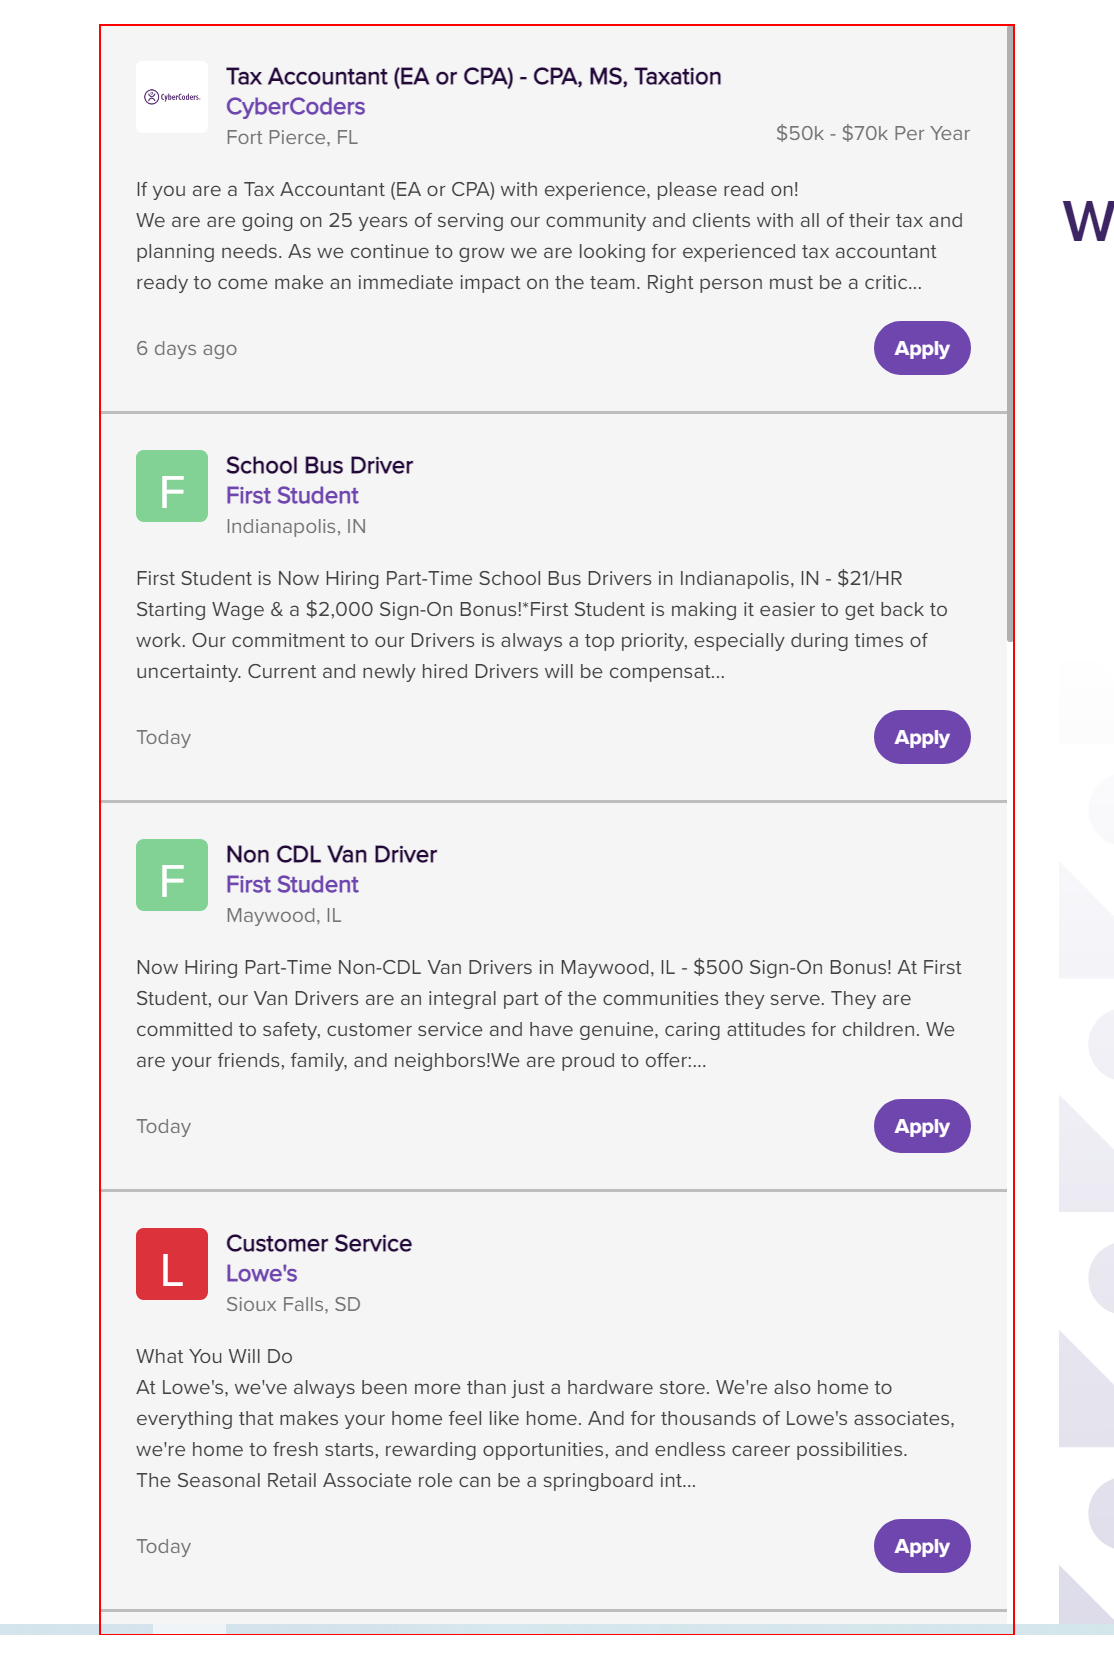 CyberCoders.
Tax Accountant (EA or CPA) - CPA, MS, Taxation
CyberCoders
Fort Pierce, FL
$50k - $70k Per Year
If you are a Tax Accountant (EA or CPA) with experience, please read on!
We are are going on 25 years of serving our community and clients with all of their tax and
planning needs. As we continue to grow we are looking for experienced tax accountant
ready to come make an immediate impact on the team. Right person must be a critic...
6 days ago
Apply
W
F
School Bus Driver
First Student
Indianapolis, IN
First Student is Now Hiring Part-Time School Bus Drivers in Indianapolis, IN - $21/HR
Starting Wage & a $2,000 Sign-On Bonus!*First Student is making it easier to get back to
work. Our commitment to our Drivers is always a top priority, especially during times of
uncertainty. Current and newly hired Drivers will be compensat...
Today
Apply
F
Non CDL Van Driver
First Student
Maywood, IL
Now Hiring Part-Time Non-CDL Van Drivers in Maywood, IL - $500 Sign-On Bonus! At First
Student, our Van Drivers are an integral part of the communities they serve. They are
committed to safety, customer service and have genuine, caring attitudes for children. We
are your friends, family, and neighbors!We are proud to offer:...
Today
Apply
L
Customer Service
Lowe's
Sioux Falls, SD
What You Will Do
At Lowe's, we've always been more than just a hardware store. We're also home to
everything that makes your home feel like home. And for thousands of Lowe's associates,
we're home to fresh starts, rewarding opportunities, and endless career possibilities.
The Seasonal Retail Associate role can be a springboard int...
Today
Apply